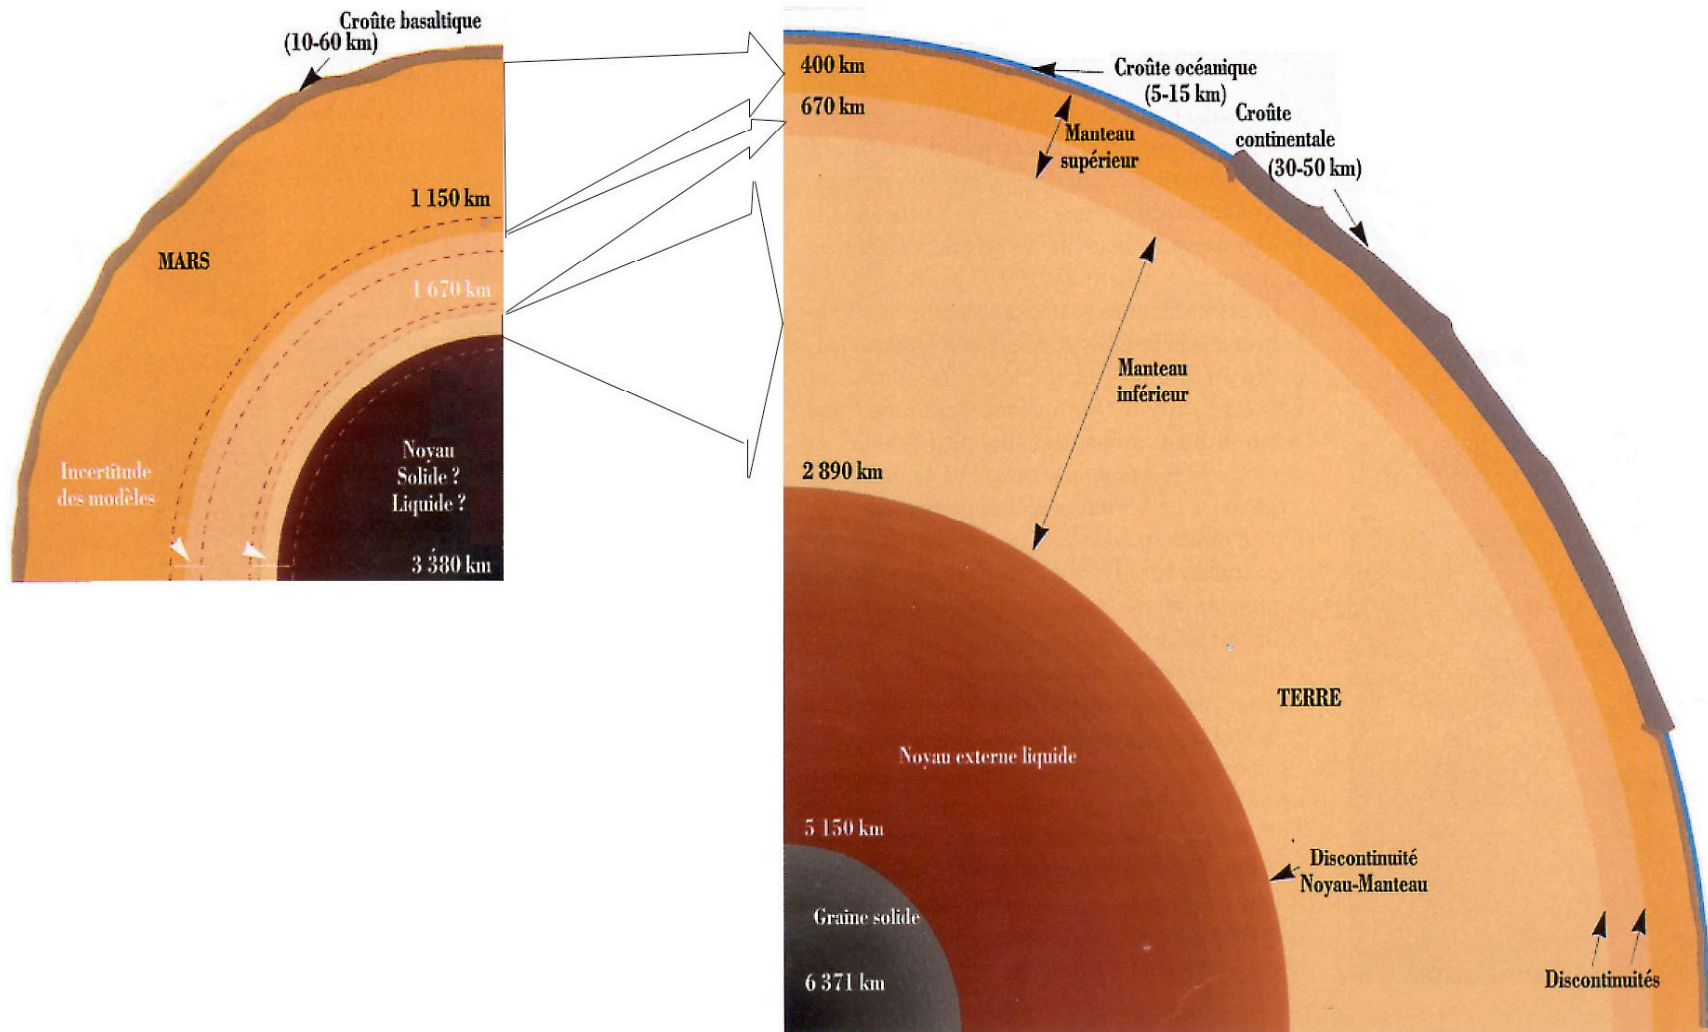 Croûte basaltique
(10-60 km)
1 150 km
MARS
1 670 km
Incertitude
des modèles
Noyau
Solide ?
Liquide ?
3 380 km
400 km
670 km
Croûte océanique
(5-15 km)
Croûte
continentale
(30-50 km)
Manteau
supérieur
Manteau
inférieur
2 890 km
TERRE
Noyau externe liquide
5 150 km
Discontinuité
Noyau-Manteau
Graine solide
6 371 km
Discontinuités